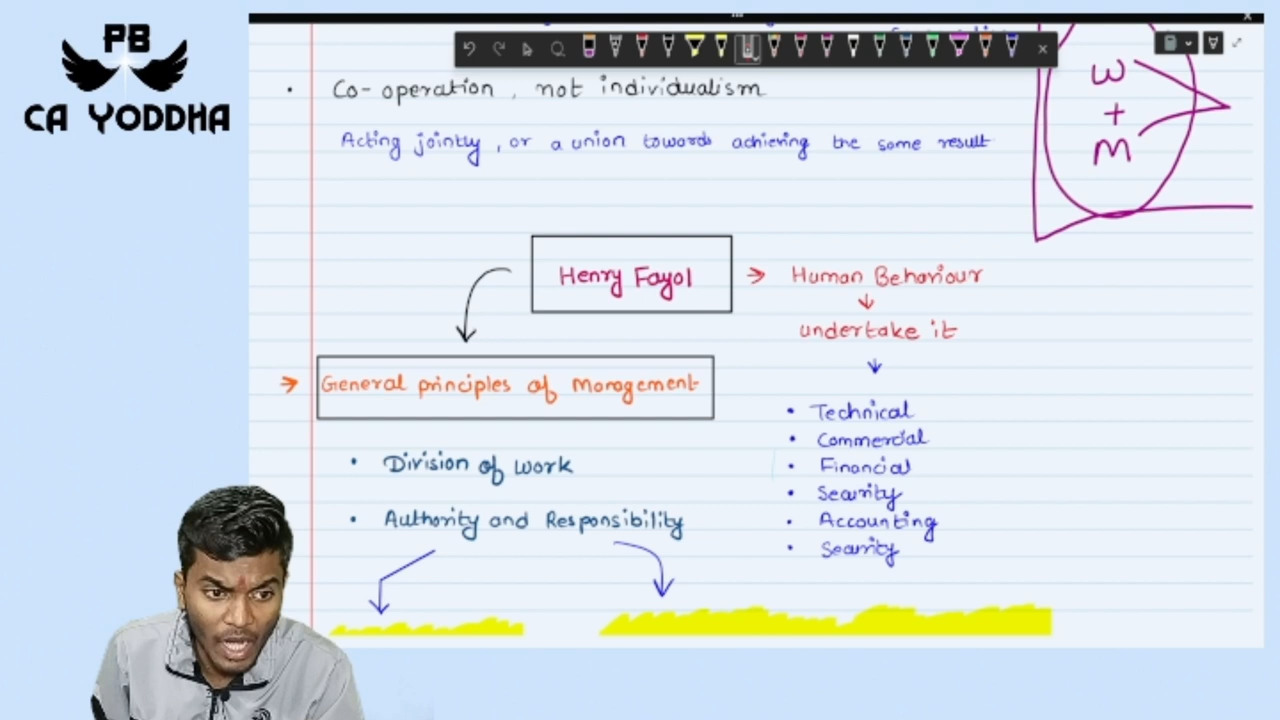 PB
CA YODDHA
Co-operation, not individualism
Acting jointly, or a union towards achieving the same result
W
+
M
Henry Fayol
Human Behaviour
undertake it
General principles of management
Technical
Commercial
Financial
Security
Accounting
Security
Division of work
Authority and Responsibility